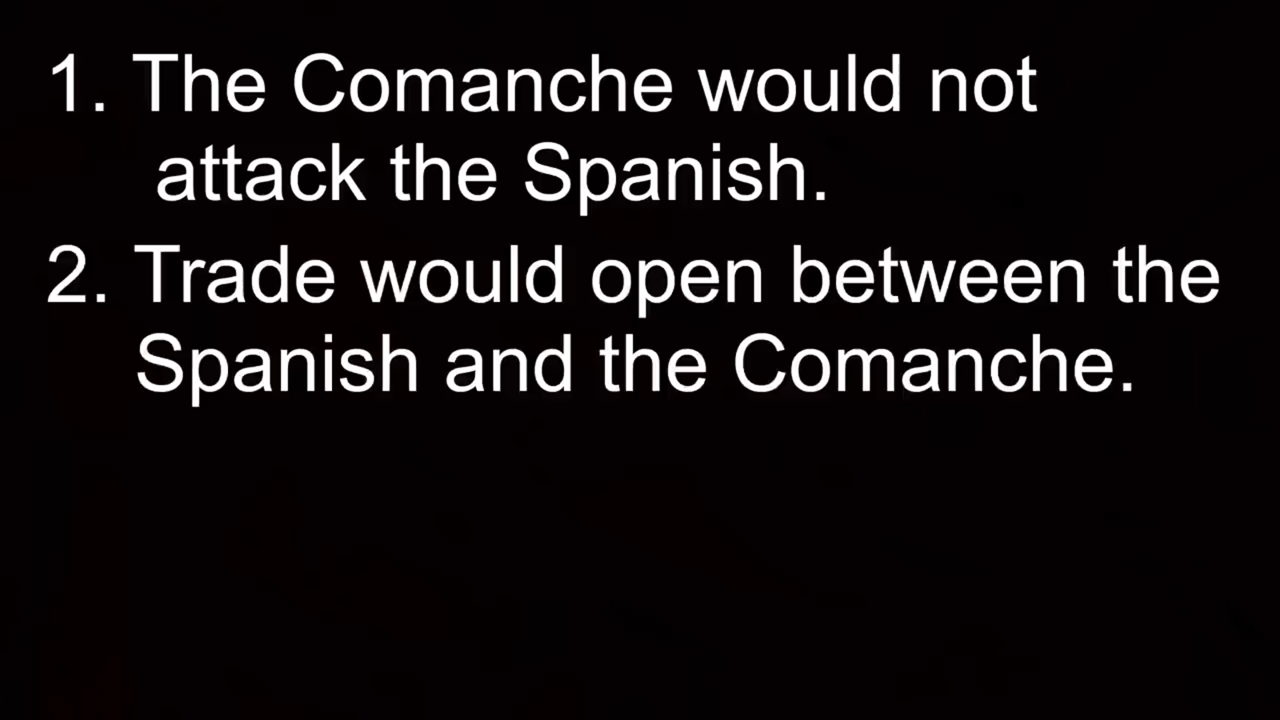 1. The Comanche would not
attack the Spanish.
2. Trade would open between the
Spanish and the Comanche.